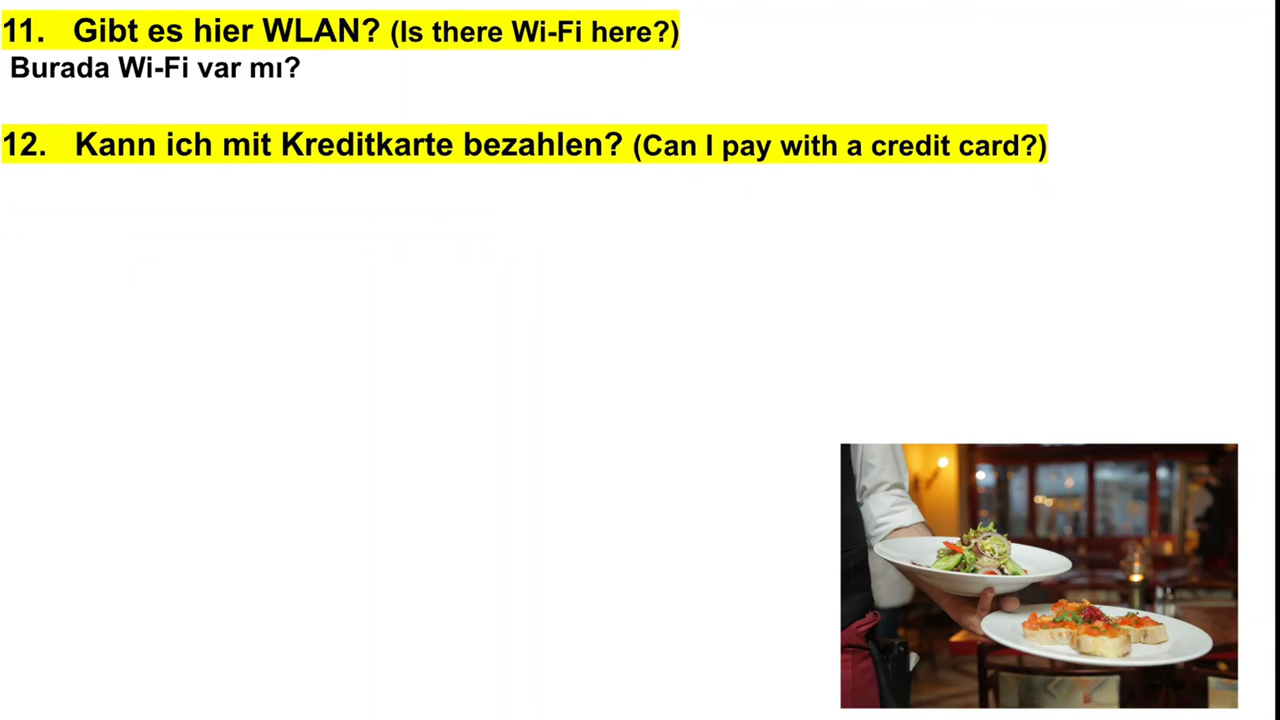 11. Gibt es hier WLAN? (Is there Wi-Fi here?)
Burada Wi-Fi var mı?
12. Kann ich mit Kreditkarte bezahlen? (Can I pay with a credit card?)